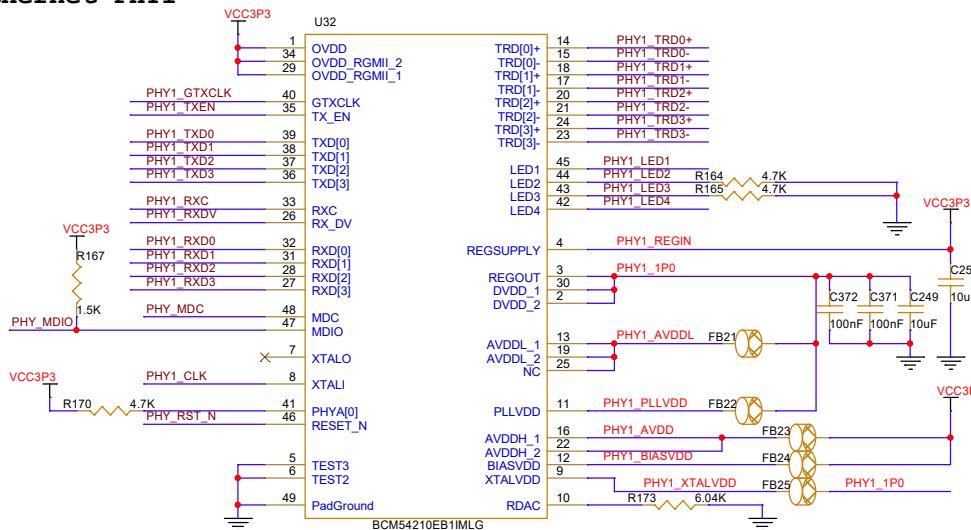 VCC3P3
U32
1 OVDD TRD[0]+ 14 PHY1_TRD0+
34 OVDD_RGMII_2 TRD[0]- 15 PHY1_TRD0-
29 OVDD_RGMII_1 TRD[1]+ 18 PHY1_TRD1+
TRD[1]- 17 PHY1_TRD1-
PHY1_GTXCLK 40 GTXCLK TRD[2]+ 20 PHY1_TRD2+
PHY1_TXEN 35 TX_EN TRD[2]- 21 PHY1_TRD2-
TRD[3]+ 24 PHY1_TRD3+
PHY1_TXD0 39 TXD[0] TRD[3]- 23 PHY1_TRD3-
PHY1_TXD1 38 TXD[1]
PHY1_TXD2 37 TXD[2] LED1 45 PHY1_LED1
PHY1_TXD3 36 TXD[3] LED2 44 PHY1_LED2 R164 4.7K
LED3 43 PHY1_LED3 R165 4.7K
PHY1_RXC 33 RXC LED4 42 PHY1_LED4
PHY1_RXDV 26 RX_DV
VCC3P3
VCC3P3
R167
PHY1_RXD0 32 RXD[0] REGSUPPLY 4 PHY1_REGIN
PHY1_RXD1 31 RXD[1]
PHY1_RXD2 28 RXD[2] REGOUT 3 PHY1_1P0
PHY1_RXD3 27 RXD[3] DVDD_1 30
DVDD_2 2
C372 C371 C249 C25
100nF 100nF 10uF 10u
1.5K
PHY_MDC 48 MDC
PHY_MDIO 47 MDIO
AVDDL_1 13 PHY1_AVDDL FB21
7 XTALO AVDDL_2 19
NC 25
VCC3P3
PHY1_CLK 8 XTALI
VCC3
R170 4.7K 41 PHYA[0] PLLVDD 11 PHY1_PLLVDD FB22
PHY_RST_N 46 RESET_N
AVDDH_1 16 PHY1_AVDD FB23
AVDDH_2 22
5 TEST3 BIASVDD 12 PHY1_BIASVDD FB24
6 TEST2 XTALVDD 9
PHY1_XTALVDD FB25 PHY1_1P0
49 PadGround RDAC 10 R173 6.04K
BCM54210EB1IMLG